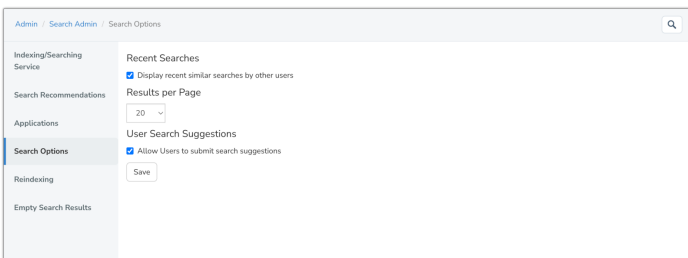 Admin / Search Admin / Search Options
Indexing/Searching
Service
Search Recommendations
Applications
Search Options
Reindexing
Empty Search Results
Recent Searches
Display recent similar searches by other users
Results per Page
20
User Search Suggestions
Allow Users to submit search suggestions
Save